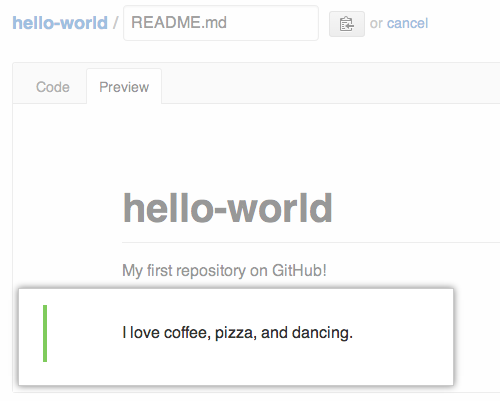 hello-world / README.md or cancel
Code Preview
hello-world
My first repository on GitHub!
I love coffee, pizza, and dancing.